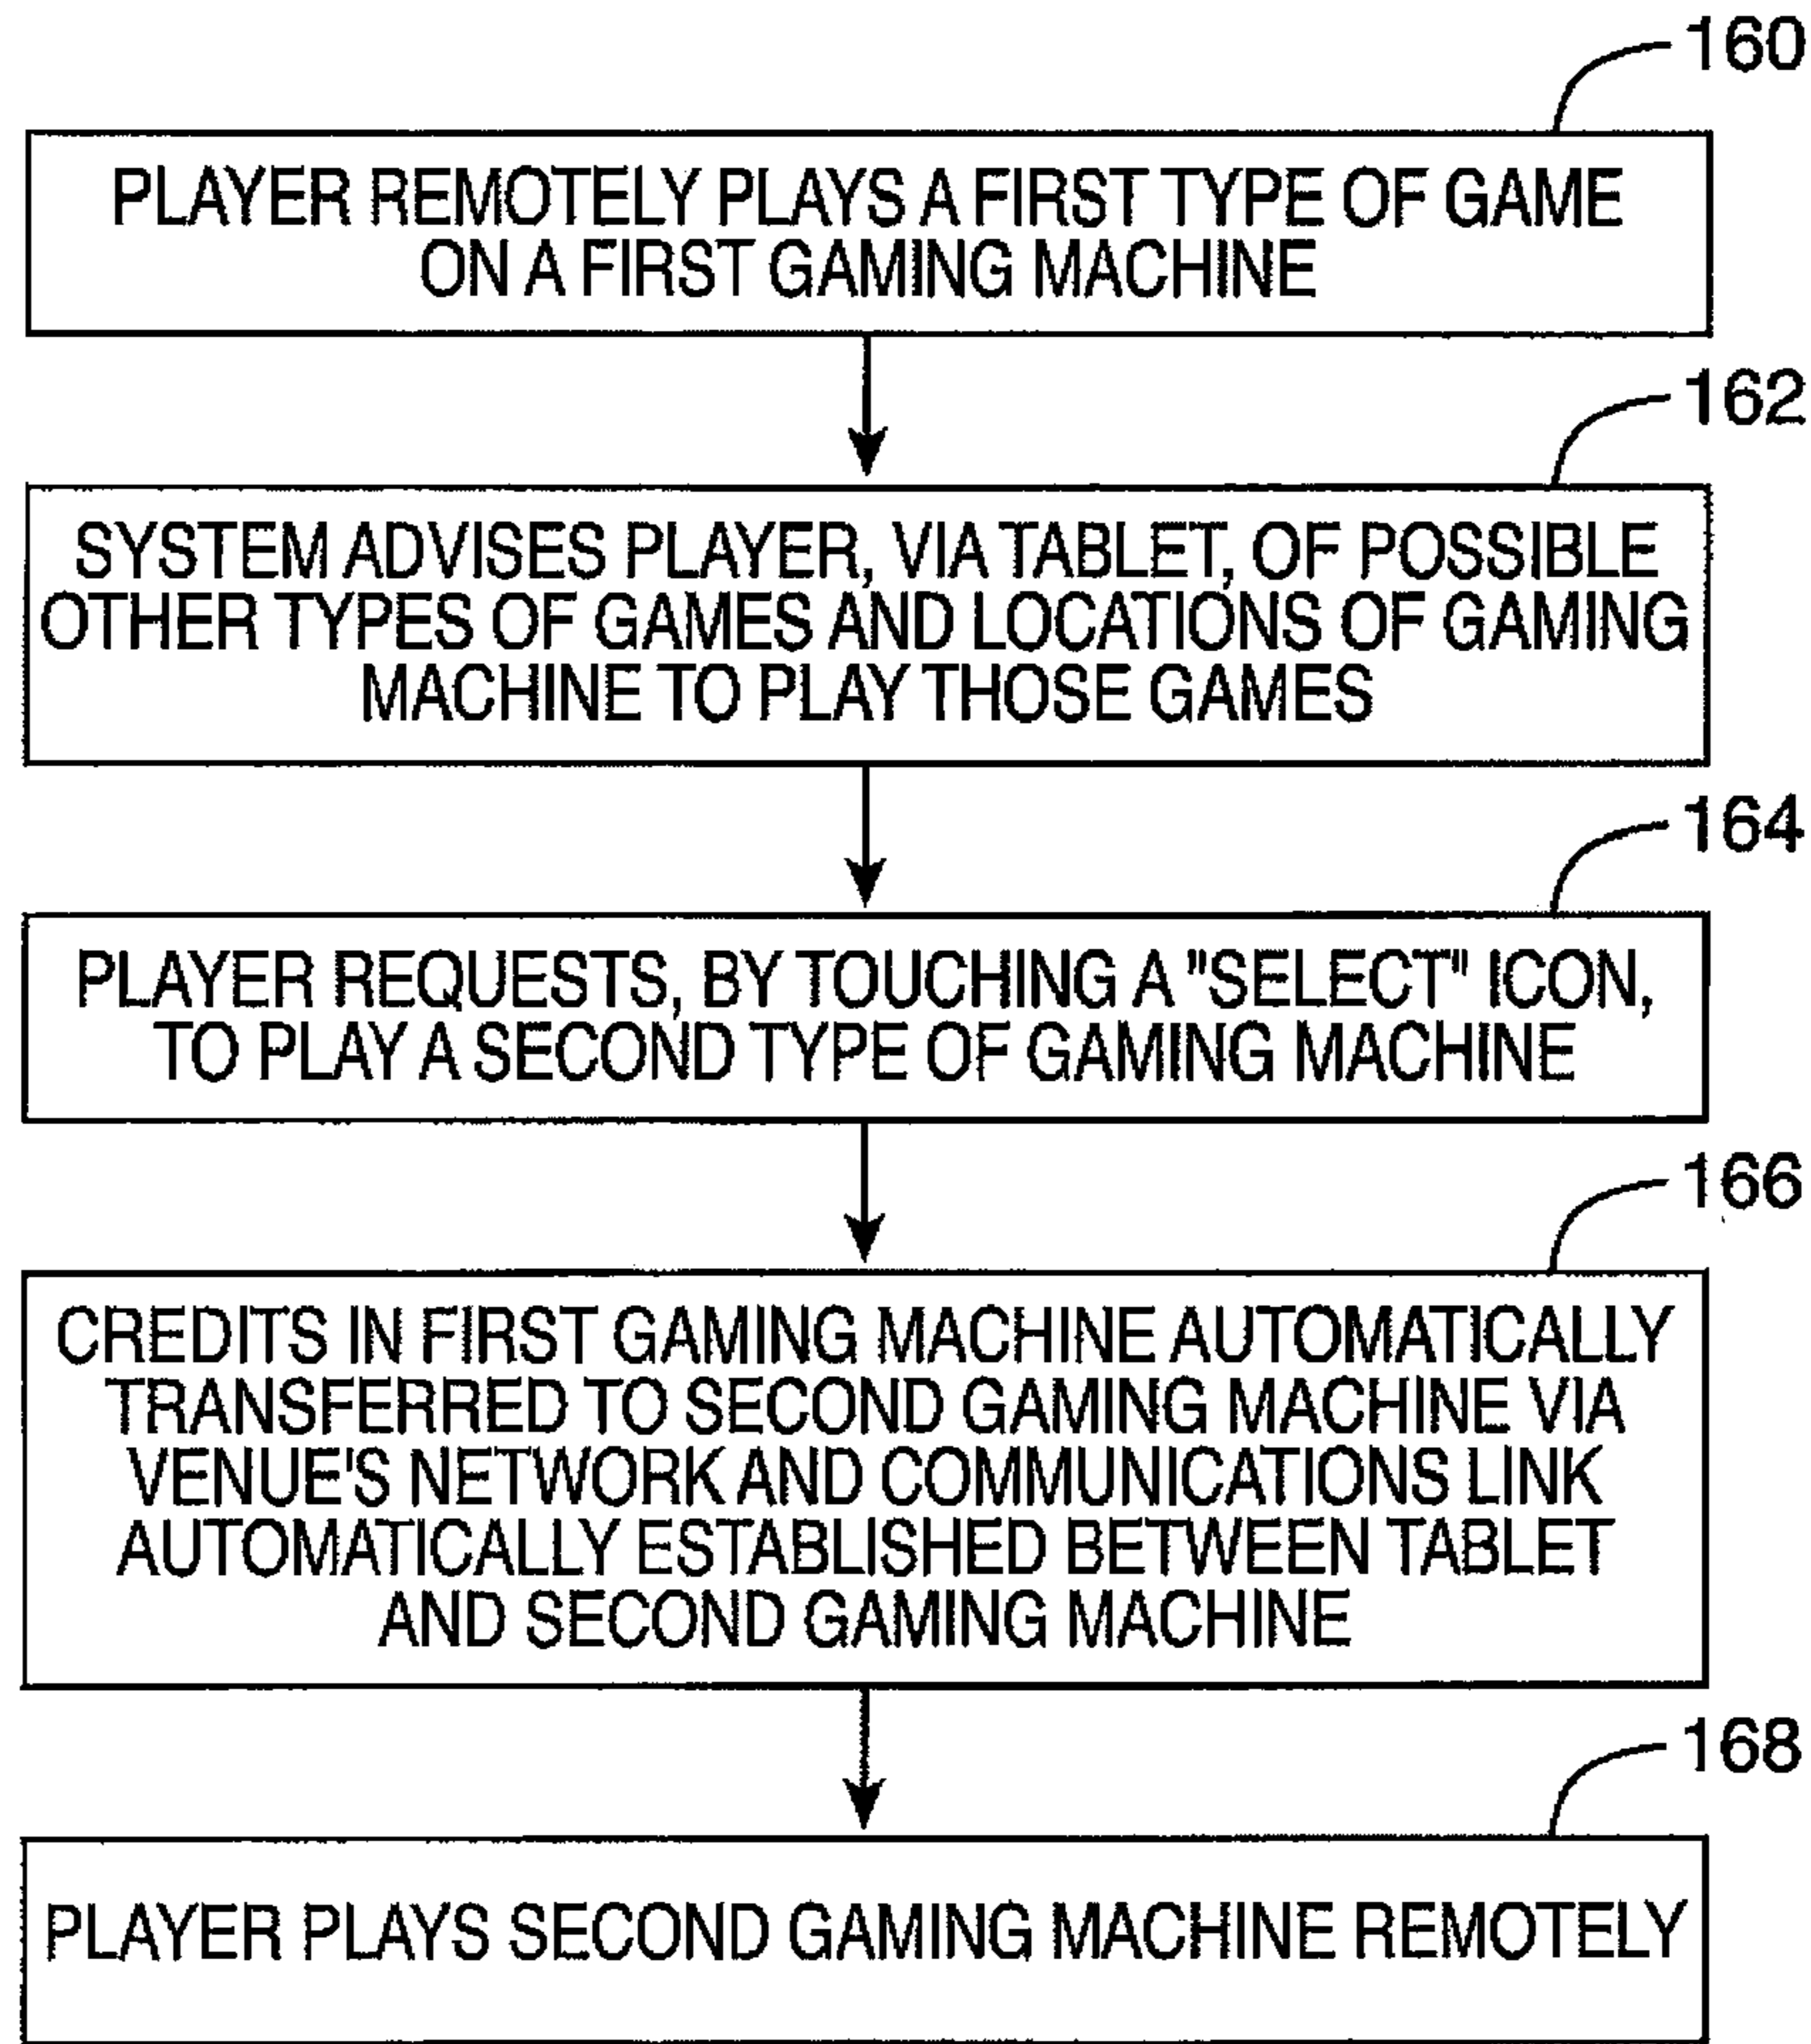 160
PLAYER REMOTELY PLAYS A FIRST TYPE OF GAME
ON A FIRST GAMING MACHINE
162
SYSTEM ADVISES PLAYER, VIA TABLET, OF POSSIBLE
OTHER TYPES OF GAMES AND LOCATIONS OF GAMING
MACHINE TO PLAY THOSE GAMES
164
PLAYER REQUESTS, BY TOUCHING A "SELECT" ICON,
TO PLAY A SECOND TYPE OF GAMING MACHINE
166
CREDITS IN FIRST GAMING MACHINE AUTOMATICALLY
TRANSFERRED TO SECOND GAMING MACHINE VIA
VENUE'S NETWORK AND COMMUNICATIONS LINK
AUTOMATICALLY ESTABLISHED BETWEEN TABLET
AND SECOND GAMING MACHINE
168
PLAYER PLAYS SECOND GAMING MACHINE REMOTELY